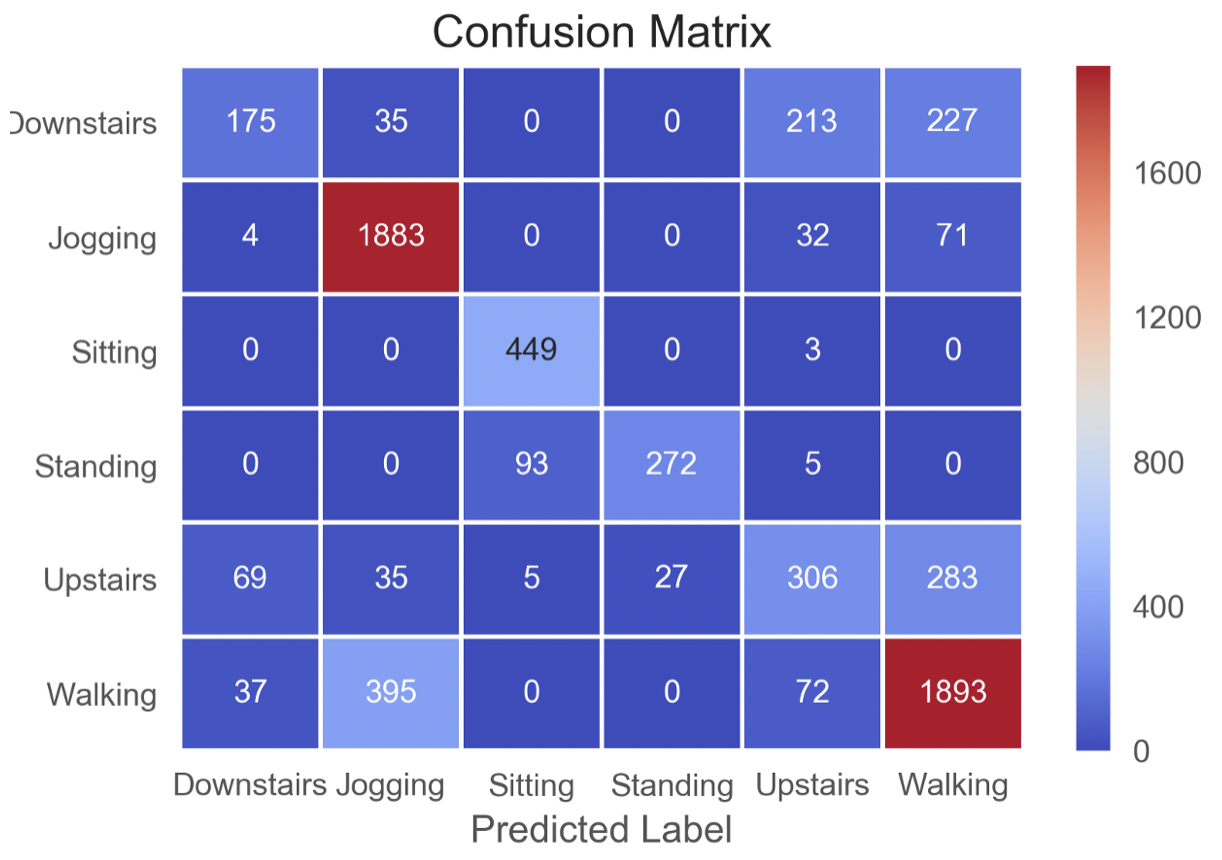 Confusion Matrix
Downstairs 175 35 0 0 213 227
Jogging 4 1883 0 0 32 71
Sitting 0 0 449 0 3 0
Standing 0 0 93 272 5 0
Upstairs 69 35 5 27 306 283
Walking 37 395 0 0 72 1893
Downstairs Jogging Sitting Standing Upstairs Walking
Predicted Label
1600
1200
800
400
0